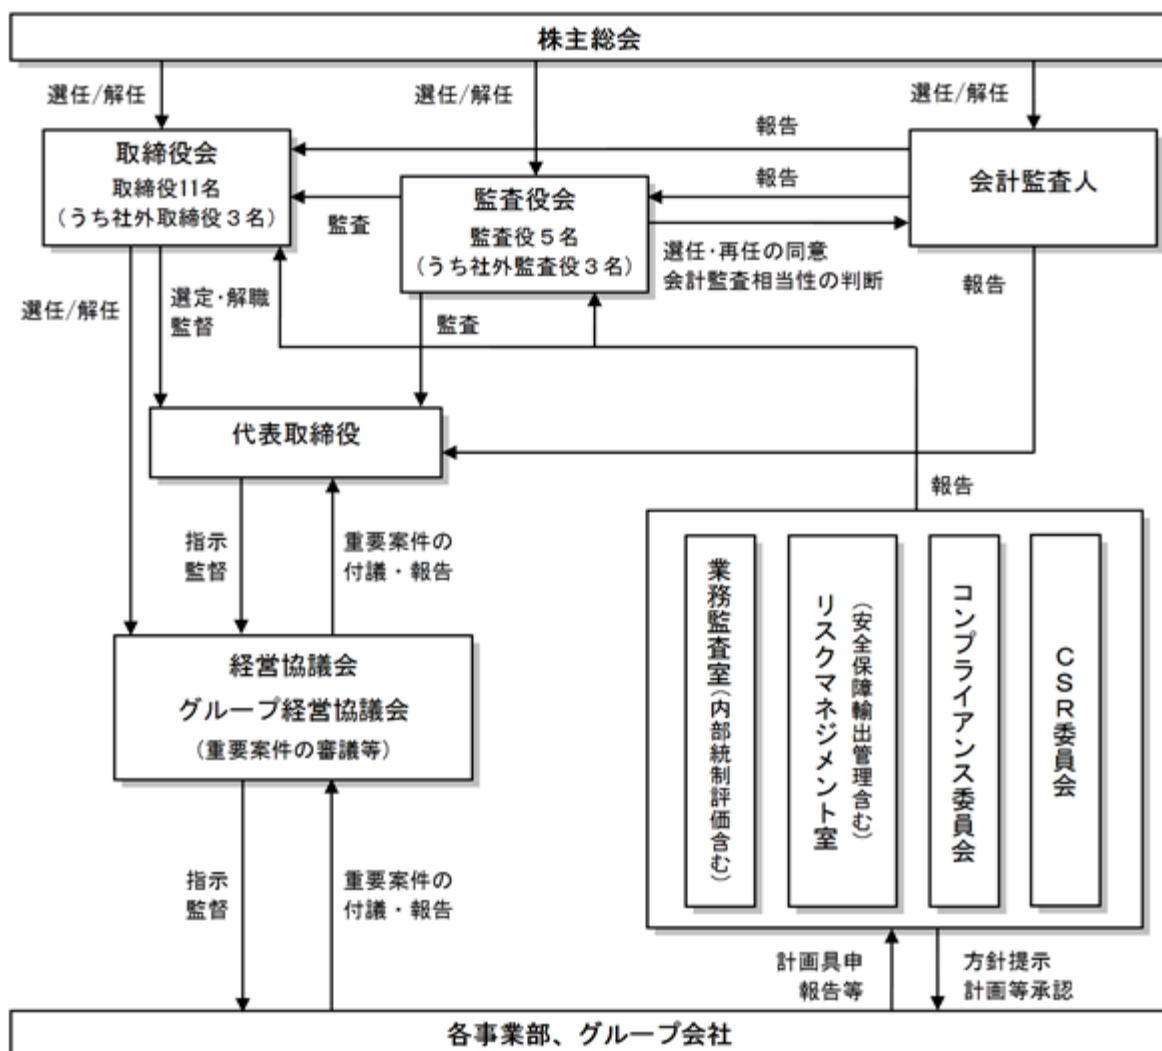 株主総会
選任/解任
選任/解任
選任/解任
取締役会
取締役11名
(うち社外取締役3名)
監査役会
監査役5名
(うち社外監査役3名)
会計監査人
報告
報告
監査
選任・再任の同意
会計監査相当性の判断
報告
選任/解任
選定・解職
監督
監査
代表取締役
報告
指示
監督
重要案件の
付議・報告
経営協議会
グループ経営協議会
(重要案件の審議等)
業務監査室(内部統制評価含む)
リスクマネジメント室
(安全保障輸出管理含む)
コンプライアンス委員会
CSR委員会
指示
監督
重要案件の
付議・報告
計画具申
報告等
方針提示
計画等承認
各事業部、グループ会社